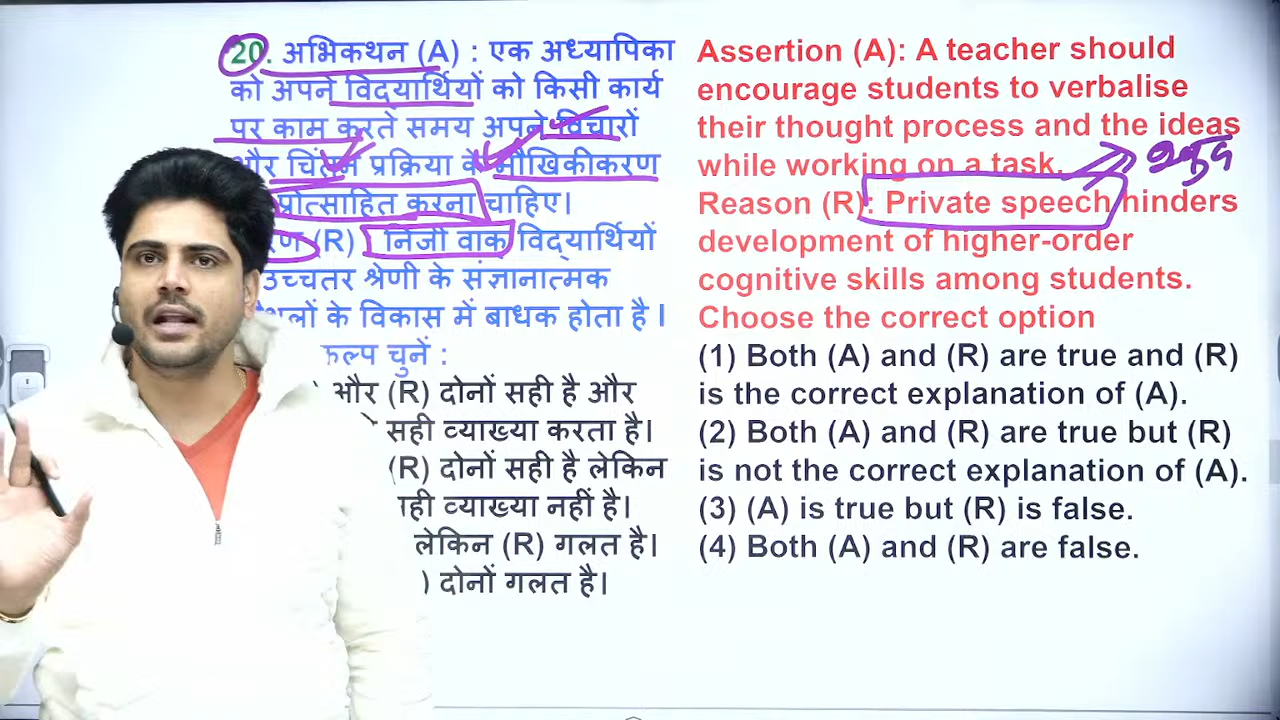 20. अभिकथन (A) : एक अध्यापिका
को अपने विद्यार्थियों को किसी कार्य
पर काम करते समय अपने विचारों
और चिंतन प्रक्रिया के मौखिकीकरण
प्रोत्साहित करना चाहिए।
(R) निजी वाक विद्यार्थियों
उच्चतर श्रेणी के संज्ञानात्मक
के विकास में बाधक होता है।
चुनें :
और (R) दोनों सही है और
सही व्याख्या करता है।
(R) दोनों सही है लेकिन
व्याख्या नहीं है।
लेकिन (R) गलत है।
) दोनों गलत है।
Assertion (A): A teacher should
encourage students to verbalise
their thought process and the ideas
while working on a task.
Reason (R): Private speech hinders
development of higher-order
cognitive skills among students.
Choose the correct option
(1) Both (A) and (R) are true and (R)
is the correct explanation of (A).
(2) Both (A) and (R) are true but (R)
is not the correct explanation of (A).
(3) (A) is true but (R) is false.
(4) Both (A) and (R) are false.